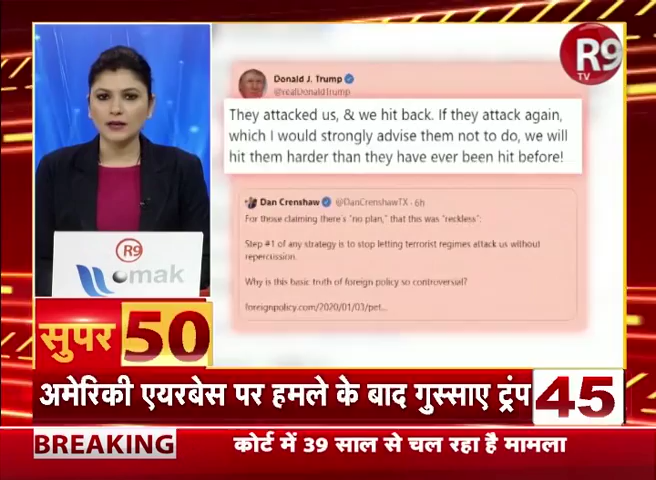 R9
TV
Donald J. Trump
@realDonaldTrump
They attacked us, & we hit back. If they attack again,
which I would strongly advise them not to do, we will
hit them harder than they have ever been hit before!
Dan Crenshaw @DanCrenshawTX · 6h
For those claiming there's "no plan," that this was "reckless":
Step #1 of any strategy is to stop letting terrorist regimes attack us without
repercussion.
Why is this basic truth of foreign policy so controversial?
foreignpolicy.com/2020/01/03/pet...
R9
omak
सुपर 50
अमेरिकी एयरबेस पर हमले के बाद गुस्साए ट्रंप 45
BREAKING कोर्ट में 39 साल से चल रहा है मामला